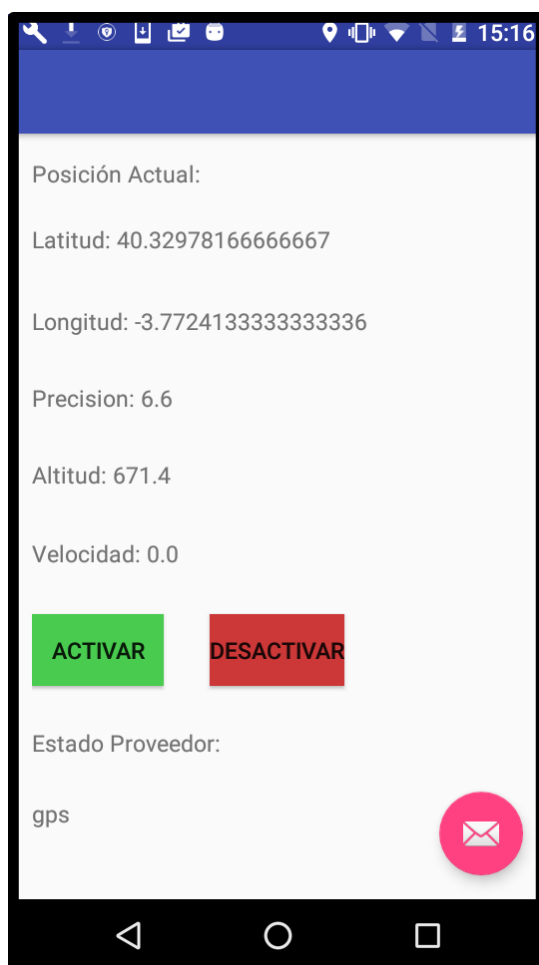 15:16
Posición Actual:
Latitud: 40.32978166666667
Longitud: -3.7724133333333336
Precision: 6.6
Altitud: 671.4
Velocidad: 0.0
ACTIVAR DESACTIVAR
Estado Proveedor:
gps